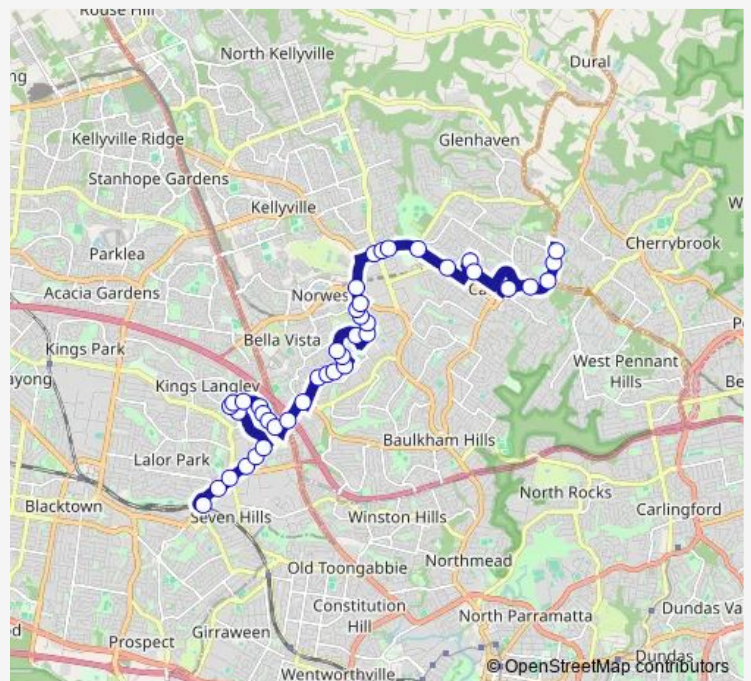 Rouse Hill
North Kellyville
Dural
Kellyville Ridge
Glenhaven
Stanhope Gardens
Kellyville
Cherrybrook
Parklea
Acacia Gardens
Norwes
Bella Vista
Kings Park
West Pennant
Hills
Kings Langley
Baulkham Hills
Lalor Park
North Rocks
Blacktown
Carlingford
Seven Hills
Winston Hills
Old Toongabbie
Northmead
Constitution
Hill
North Parramatta
Dundas Va
Prospect
Girraween
Dundas
Wentworthville
© OpenStreetMap contributors